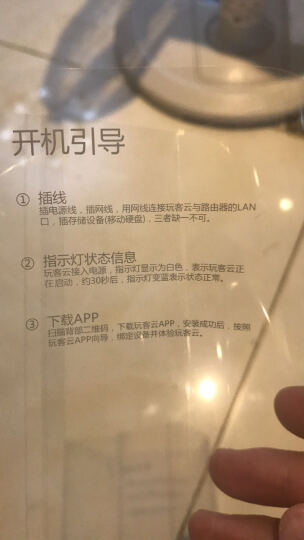 开机引导
① 插线
插电源线，插网线，用网线连接玩客云与路由器的LAN
口，插存储设备(移动硬盘)，三者缺一不可。
② 指示灯状态信息
玩客云接入电源，指示灯显示为白色，表示玩客云正
在启动，约30秒后，指示灯变蓝表示状态正常。
③ 下载APP
扫描背部二维码，下载玩客云APP，安装成功后，按照
玩客云APP向导，绑定设备并体验玩客云。